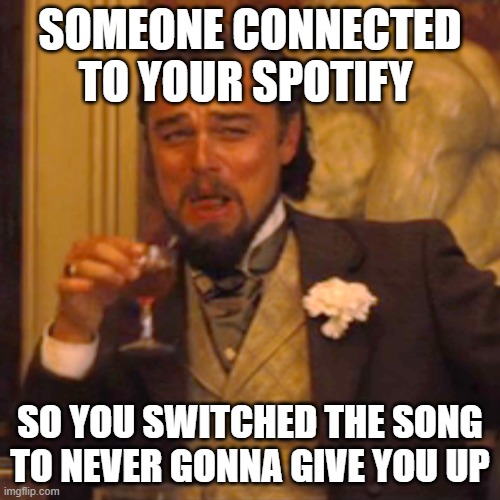 SOMEONE CONNECTED
TO YOUR SPOTIFY
SO YOU SWITCHED THE SONG
TO NEVER GONNA GIVE YOU UP
imgflip.com